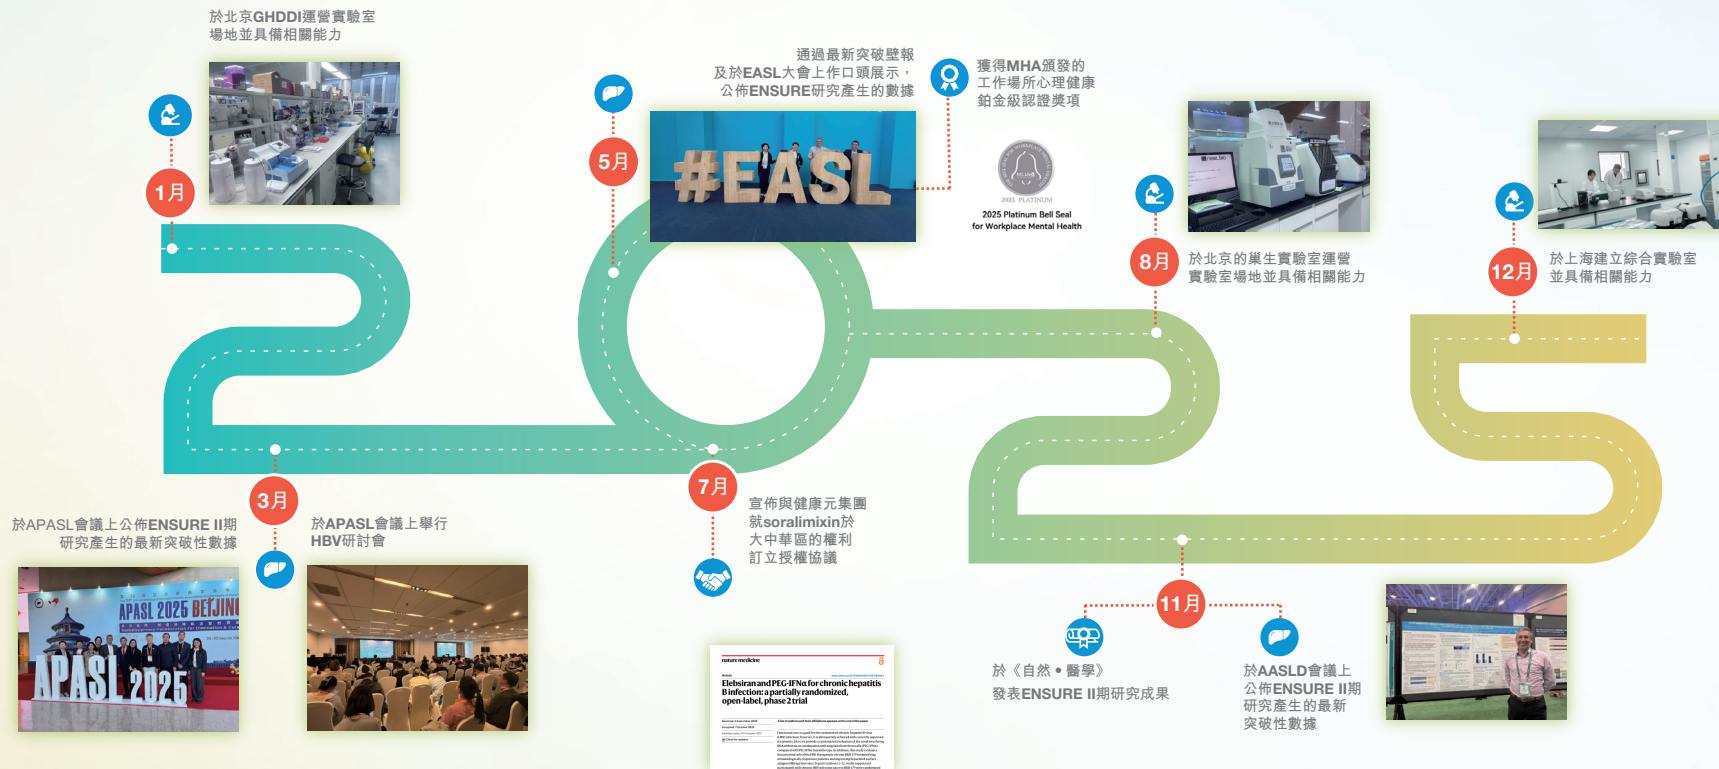 於北京GHDDI運營實驗室
場地並具備相關能力
1月
於APASL會議上公佈ENSURE II期
研究產生的最新突破性數據
3月
於APASL會議上舉行
HBV研討會
APASL 2025 BEIJING
APASL 2025
5月
通過最新突破壁報
及於EASL大會上作口頭展示，
公佈ENSURE研究產生的數據
#EASL
獲得MHA頒發的
工作場所心理健康
鉑金級認證獎項
2025 PLATINUM
2025 Platinum Bell Seal
for Workplace Mental Health
7月
宣佈與健康元集團
就soralimixin於
大中華區的權利
訂立授權協議
8月
於北京的巢生實驗室運營
實驗室場地並具備相關能力
11月
於《自然•醫學》
發表ENSURE II期研究成果
nature medicine
Elebsiran and PEG-IFNα for chronic hepatitis
B infection: a partially randomized,
open-label, phase 2 trial
於AASLD會議上
公佈ENSURE II期
研究產生的最新
突破性數據
12月
於上海建立綜合實驗室
並具備相關能力